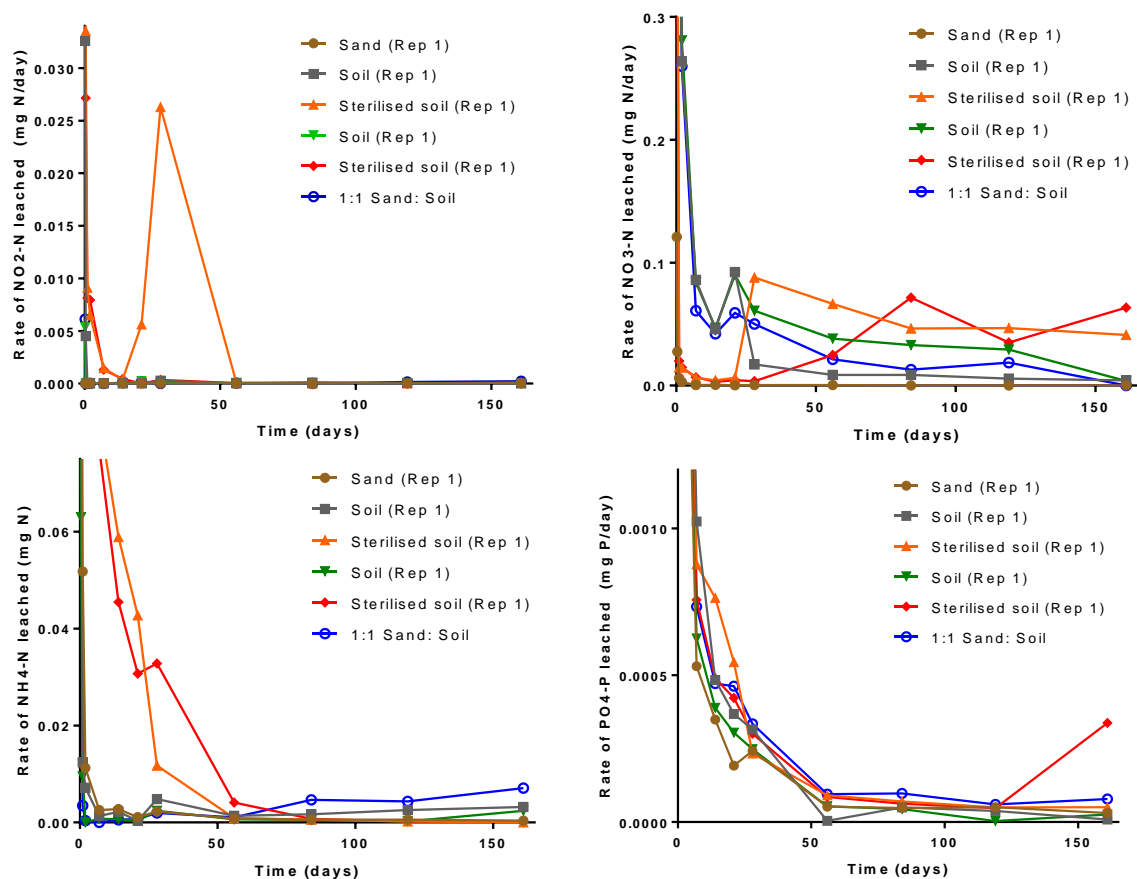 Rate of NO2-N leached (mg N/day)
0.030
0.025
0.020
0.015
0.010
0.005
0.000
0
50
100
150
Time (days)
Sand (Rep 1)
Soil (Rep 1)
Sterilised soil (Rep 1)
Soil (Rep 1)
Sterilised soil (Rep 1)
1:1 Sand: Soil
Rate of NO3-N leached (mg N/day)
0.3
0.2
0.1
0.0
0
50
100
150
Time (days)
Sand (Rep 1)
Soil (Rep 1)
Sterilised soil (Rep 1)
Soil (Rep 1)
Sterilised soil (Rep 1)
1:1 Sand: Soil
Rate of NH4-N leached (mg N)
0.06
0.04
0.02
0.00
0
50
100
150
Time (days)
Sand (Rep 1)
Soil (Rep 1)
Sterilised soil (Rep 1)
Soil (Rep 1)
Sterilised soil (Rep 1)
1:1 Sand: Soil
Rate of PO4-P leached (mg P/day)
0.0010
0.0005
0.0000
0
50
100
150
Time (days)
Sand (Rep 1)
Soil (Rep 1)
Sterilised soil (Rep 1)
Soil (Rep 1)
Sterilised soil (Rep 1)
1:1 Sand: Soil